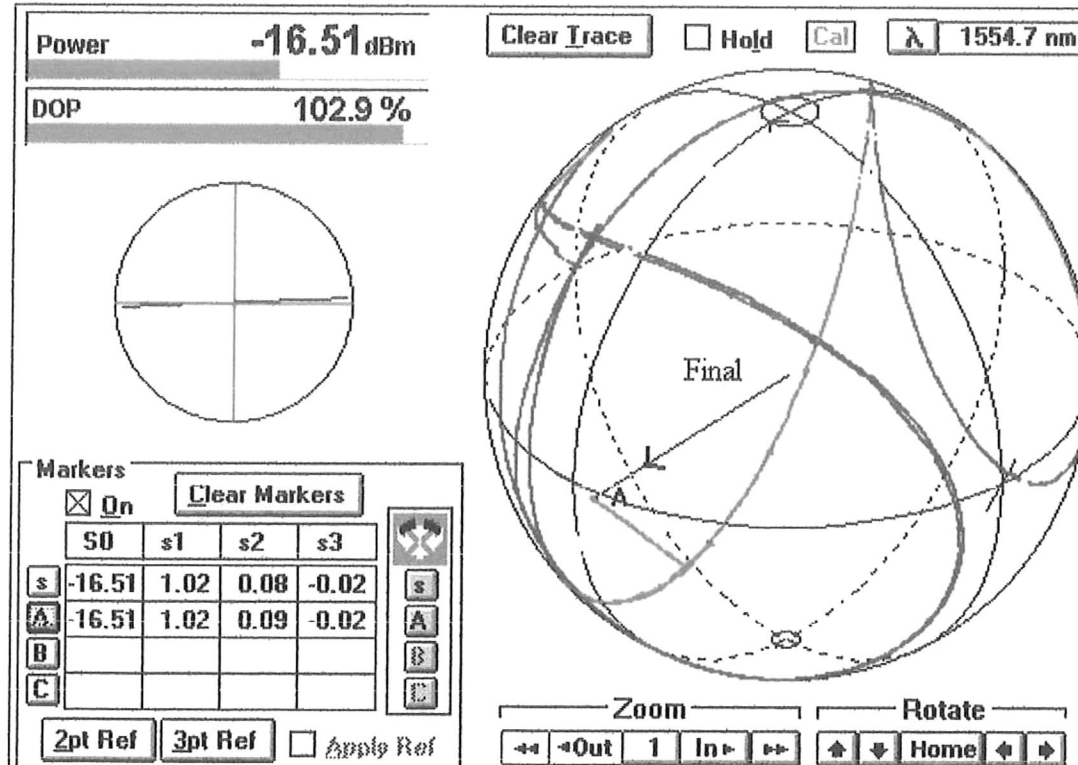 Power -16.51 dBm
DOP 102.9 %
Clear Trace Hold Cal λ 1554.7 nm
Final
L
A
Markers
On Clear Markers
S0 s1 s2 s3
s -16.51 1.02 0.08 -0.02 s
A -16.51 1.02 0.09 -0.02 A
B B
C C
2pt Ref 3pt Ref Apply Ref
Zoom
Out 1 In
Rotate
Home